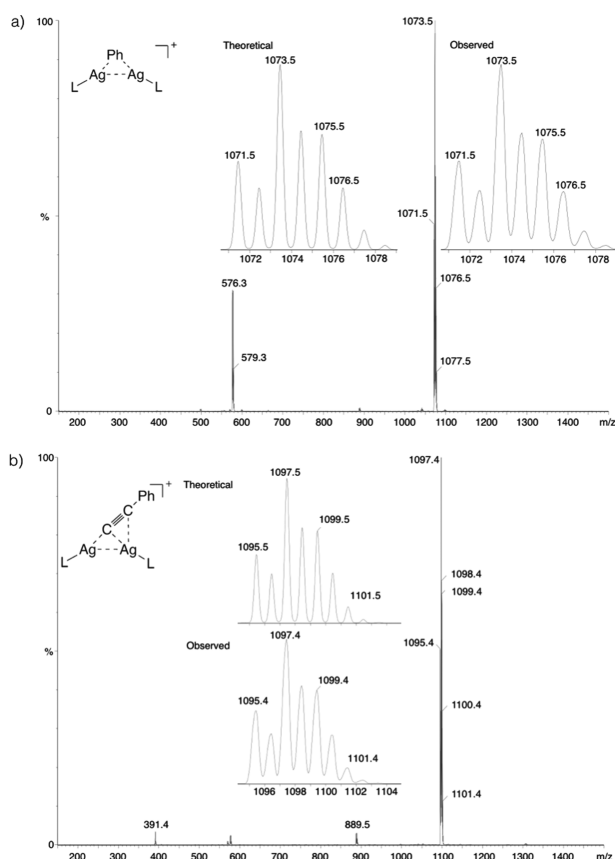 a)
100
%
0
Ph
+
Ag Ag
L L
Theoretical
1073.5
1071.5
1075.5
1076.5
1072 1074 1076 1078
1073.5
Observed
1073.5
1071.5
1075.5
1076.5
1072 1074 1076 1078
1071.5
1076.5
1077.5
576.3
579.3
200 300 400 500 600 700 800 900 1000 1100 1200 1300 1400 m/z
b)
100
%
0
Ph
+
C
C
Ag Ag
L L
Theoretical
1097.5
1095.5
1099.5
1101.5
Observed
1097.4
1095.4
1099.4
1101.4
1096 1098 1100 1102 1104
1097.4
1098.4
1099.4
1095.4
1100.4
1101.4
391.4
889.5
200 300 400 500 600 700 800 900 1000 1100 1200 1300 1400 m/z